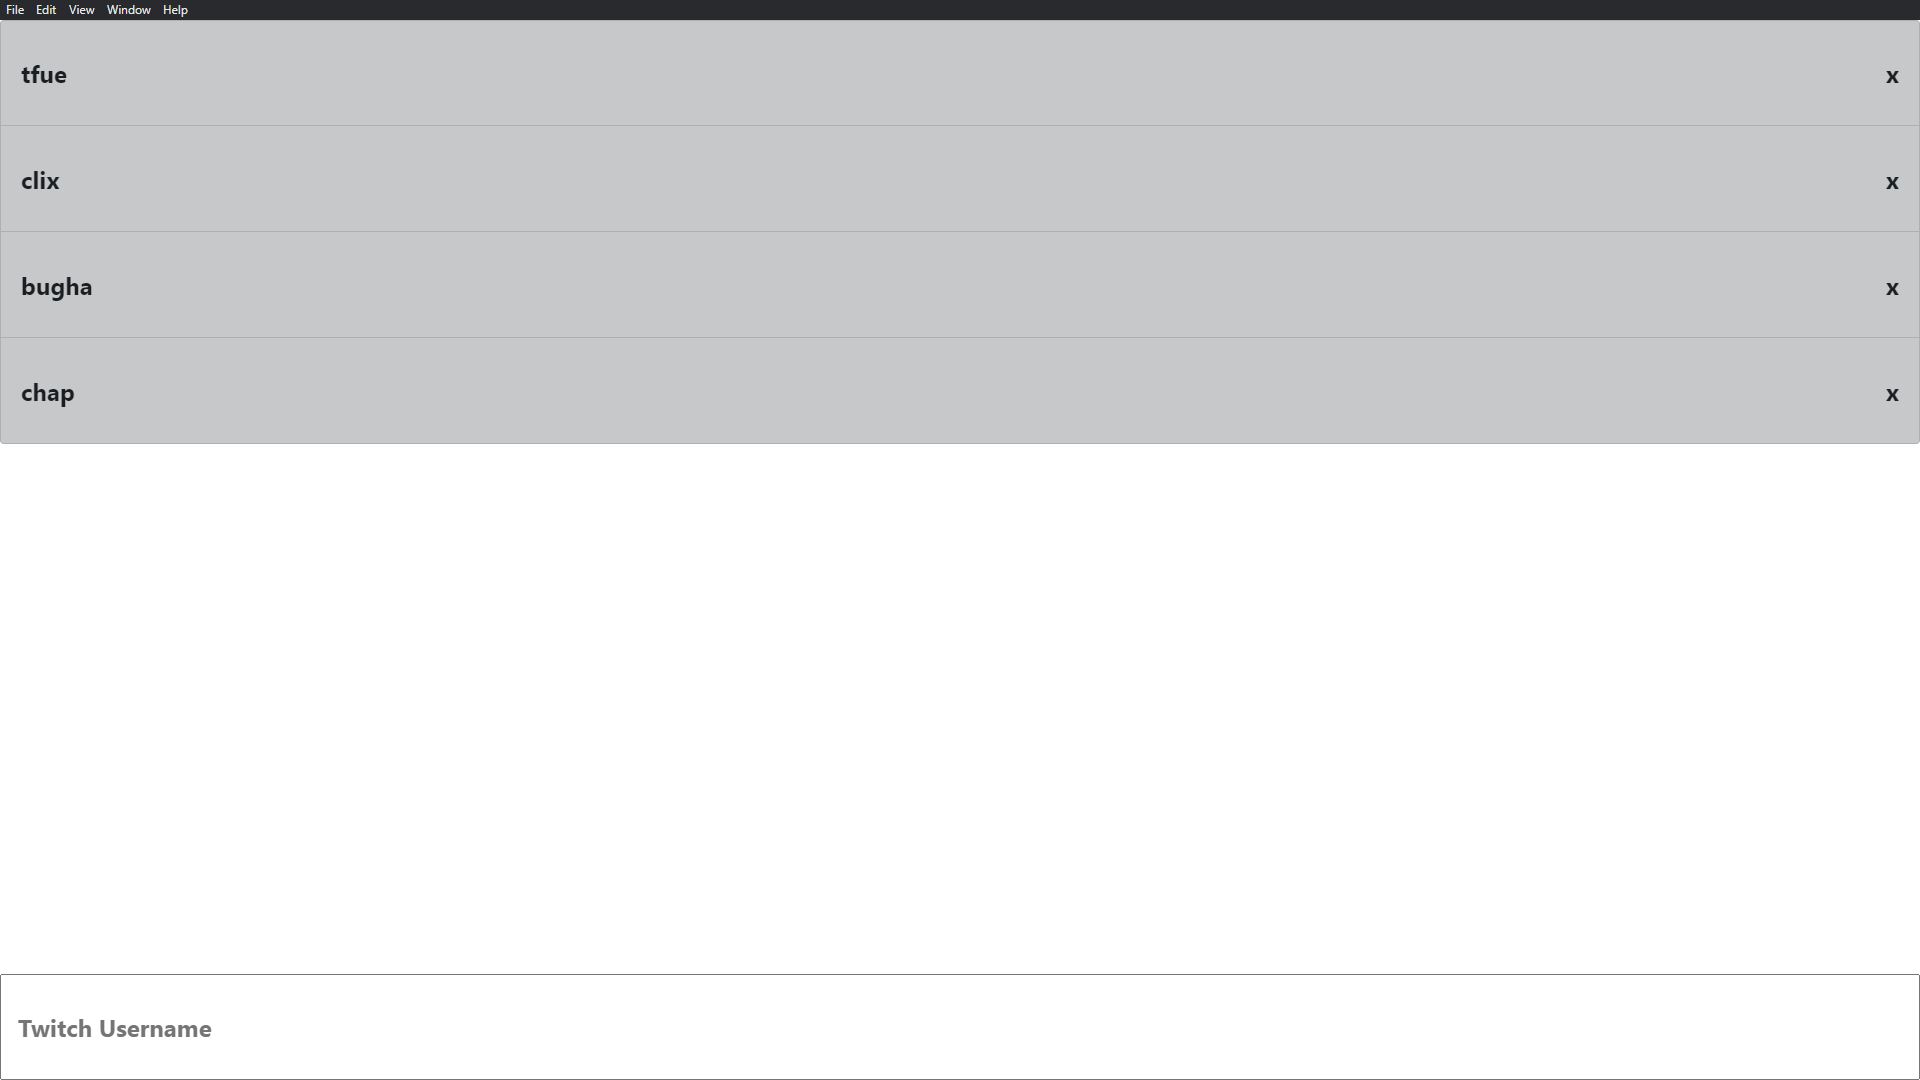 File Edit View Window Help
tfue x
clix x
bugha x
chap x
Twitch Username